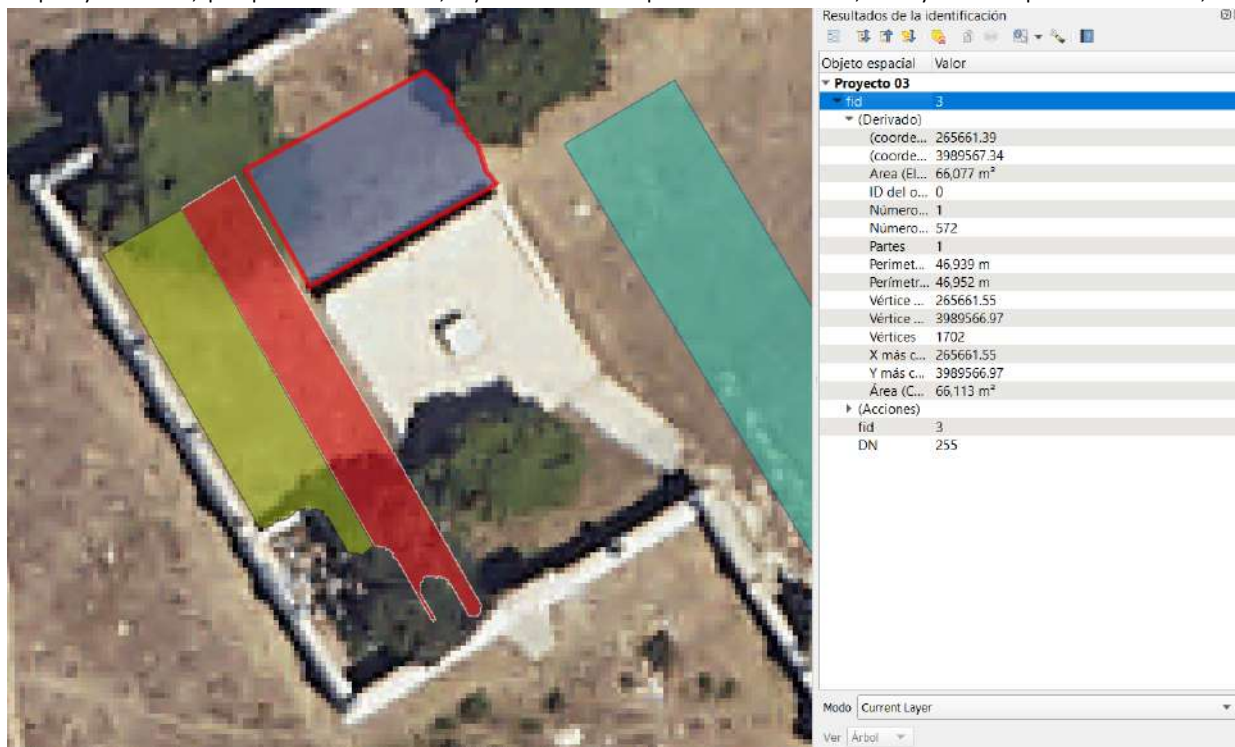 Resultados de la identificación
Objeto espacial Valor
Proyecto 03
fid 3
(Derivado)
(coorde... 265661.39
(coorde... 3989567.34
Área (El... 66,077 m²
ID del o... 0
Número... 1
Número... 572
Partes 1
Perimet... 46,939 m
Perímetr... 46,952 m
Vértice ... 265661.55
Vértice ... 3989566.97
Vértices 1702
X más c... 265661.55
Y más c... 3989566.97
Área (C... 66,113 m²
(Acciones)
fid 3
DN 255
Modo Current Layer
Ver Árbol